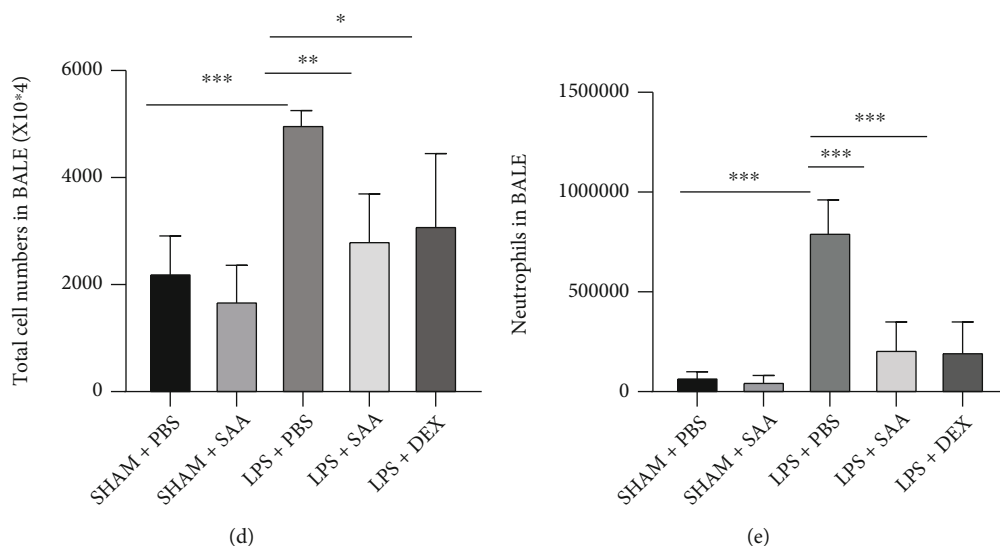 Total cell numbers in BALE (X10*4)
6000
4000
2000
0
***
**
*
SHAM + PBS
SHAM + SAA
LPS + PBS
LPS + SAA
LPS + DEX
(d)
Neutrophils in BALE
1500000
1000000
500000
0
***
***
***
SHAM + PBS
SHAM + SAA
LPS + PBS
LPS + SAA
LPS + DEX
(e)